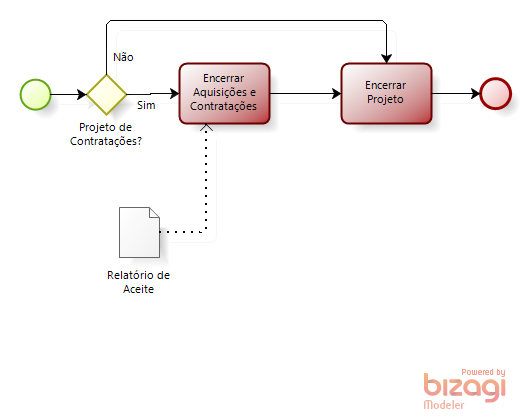 Não
Encerrar
Aquisições e
Contratações
Encerrar
Projeto
Sim
Projeto de
Contratações?
Relatório de
Aceite
Powered by
bizagi
Modeler